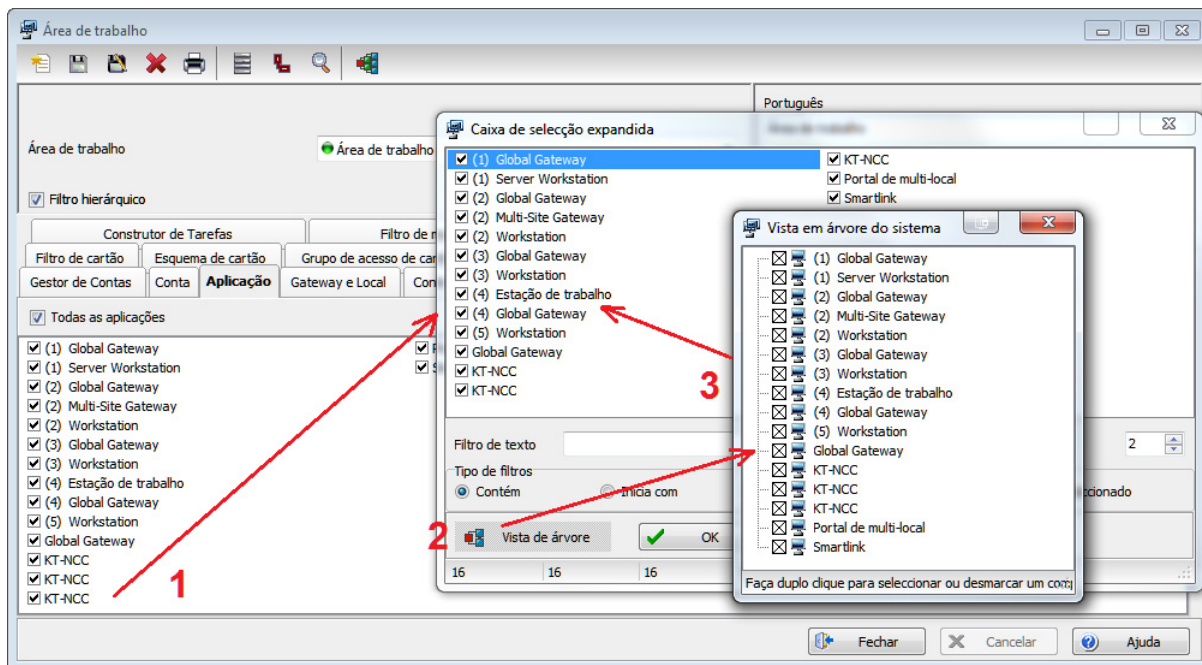 Área de trabalho
Português
Área de trabalho
Área de trabalho
Filtro hierárquico
Construtor de Tarefas
Filtro de
Filtro de cartão
Esquema de cartão
Grupo de acesso de
Gestor de Contas
Conta
Aplicação
Gateway e Local
Todas as aplicações
(1) Global Gateway
(1) Server Workstation
(2) Global Gateway
(2) Multi-Site Gateway
(2) Workstation
(3) Global Gateway
(3) Workstation
(4) Estação de trabalho
(4) Global Gateway
(5) Workstation
Global Gateway
KT-NCC
KT-NCC
KT-NCC
1
Caixa de selecção expandida
(1) Global Gateway
(1) Server Workstation
(2) Global Gateway
(2) Multi-Site Gateway
(2) Workstation
(3) Global Gateway
(3) Workstation
(4) Estação de trabalho
(4) Global Gateway
(5) Workstation
Global Gateway
KT-NCC
KT-NCC
KT-NCC
Portal de multi-local
Smartlink
3
Filtro de texto
2
Tipo de filtros
Contém
Inicia com
2
Vista de árvore
OK
16
16
16
Vista em árvore do sistema
(1) Global Gateway
(1) Server Workstation
(2) Global Gateway
(2) Multi-Site Gateway
(2) Workstation
(3) Global Gateway
(3) Workstation
(4) Estação de trabalho
(4) Global Gateway
(5) Workstation
Global Gateway
KT-NCC
KT-NCC
KT-NCC
Portal de multi-local
Smartlink
Faça duplo clique para seleccionar ou desmarcar um
Fechar
Cancelar
Ajuda